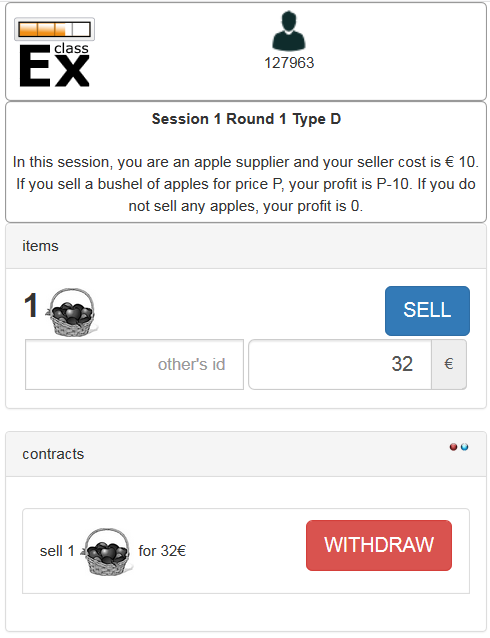 class
Ex
127963
Session 1 Round 1 Type D
In this session, you are an apple supplier and your seller cost is € 10.
If you sell a bushel of apples for price P, your profit is P-10. If you do
not sell any apples, your profit is 0.
items
1
SELL
other's id
32 €
contracts
sell 1 for 32€
WITHDRAW